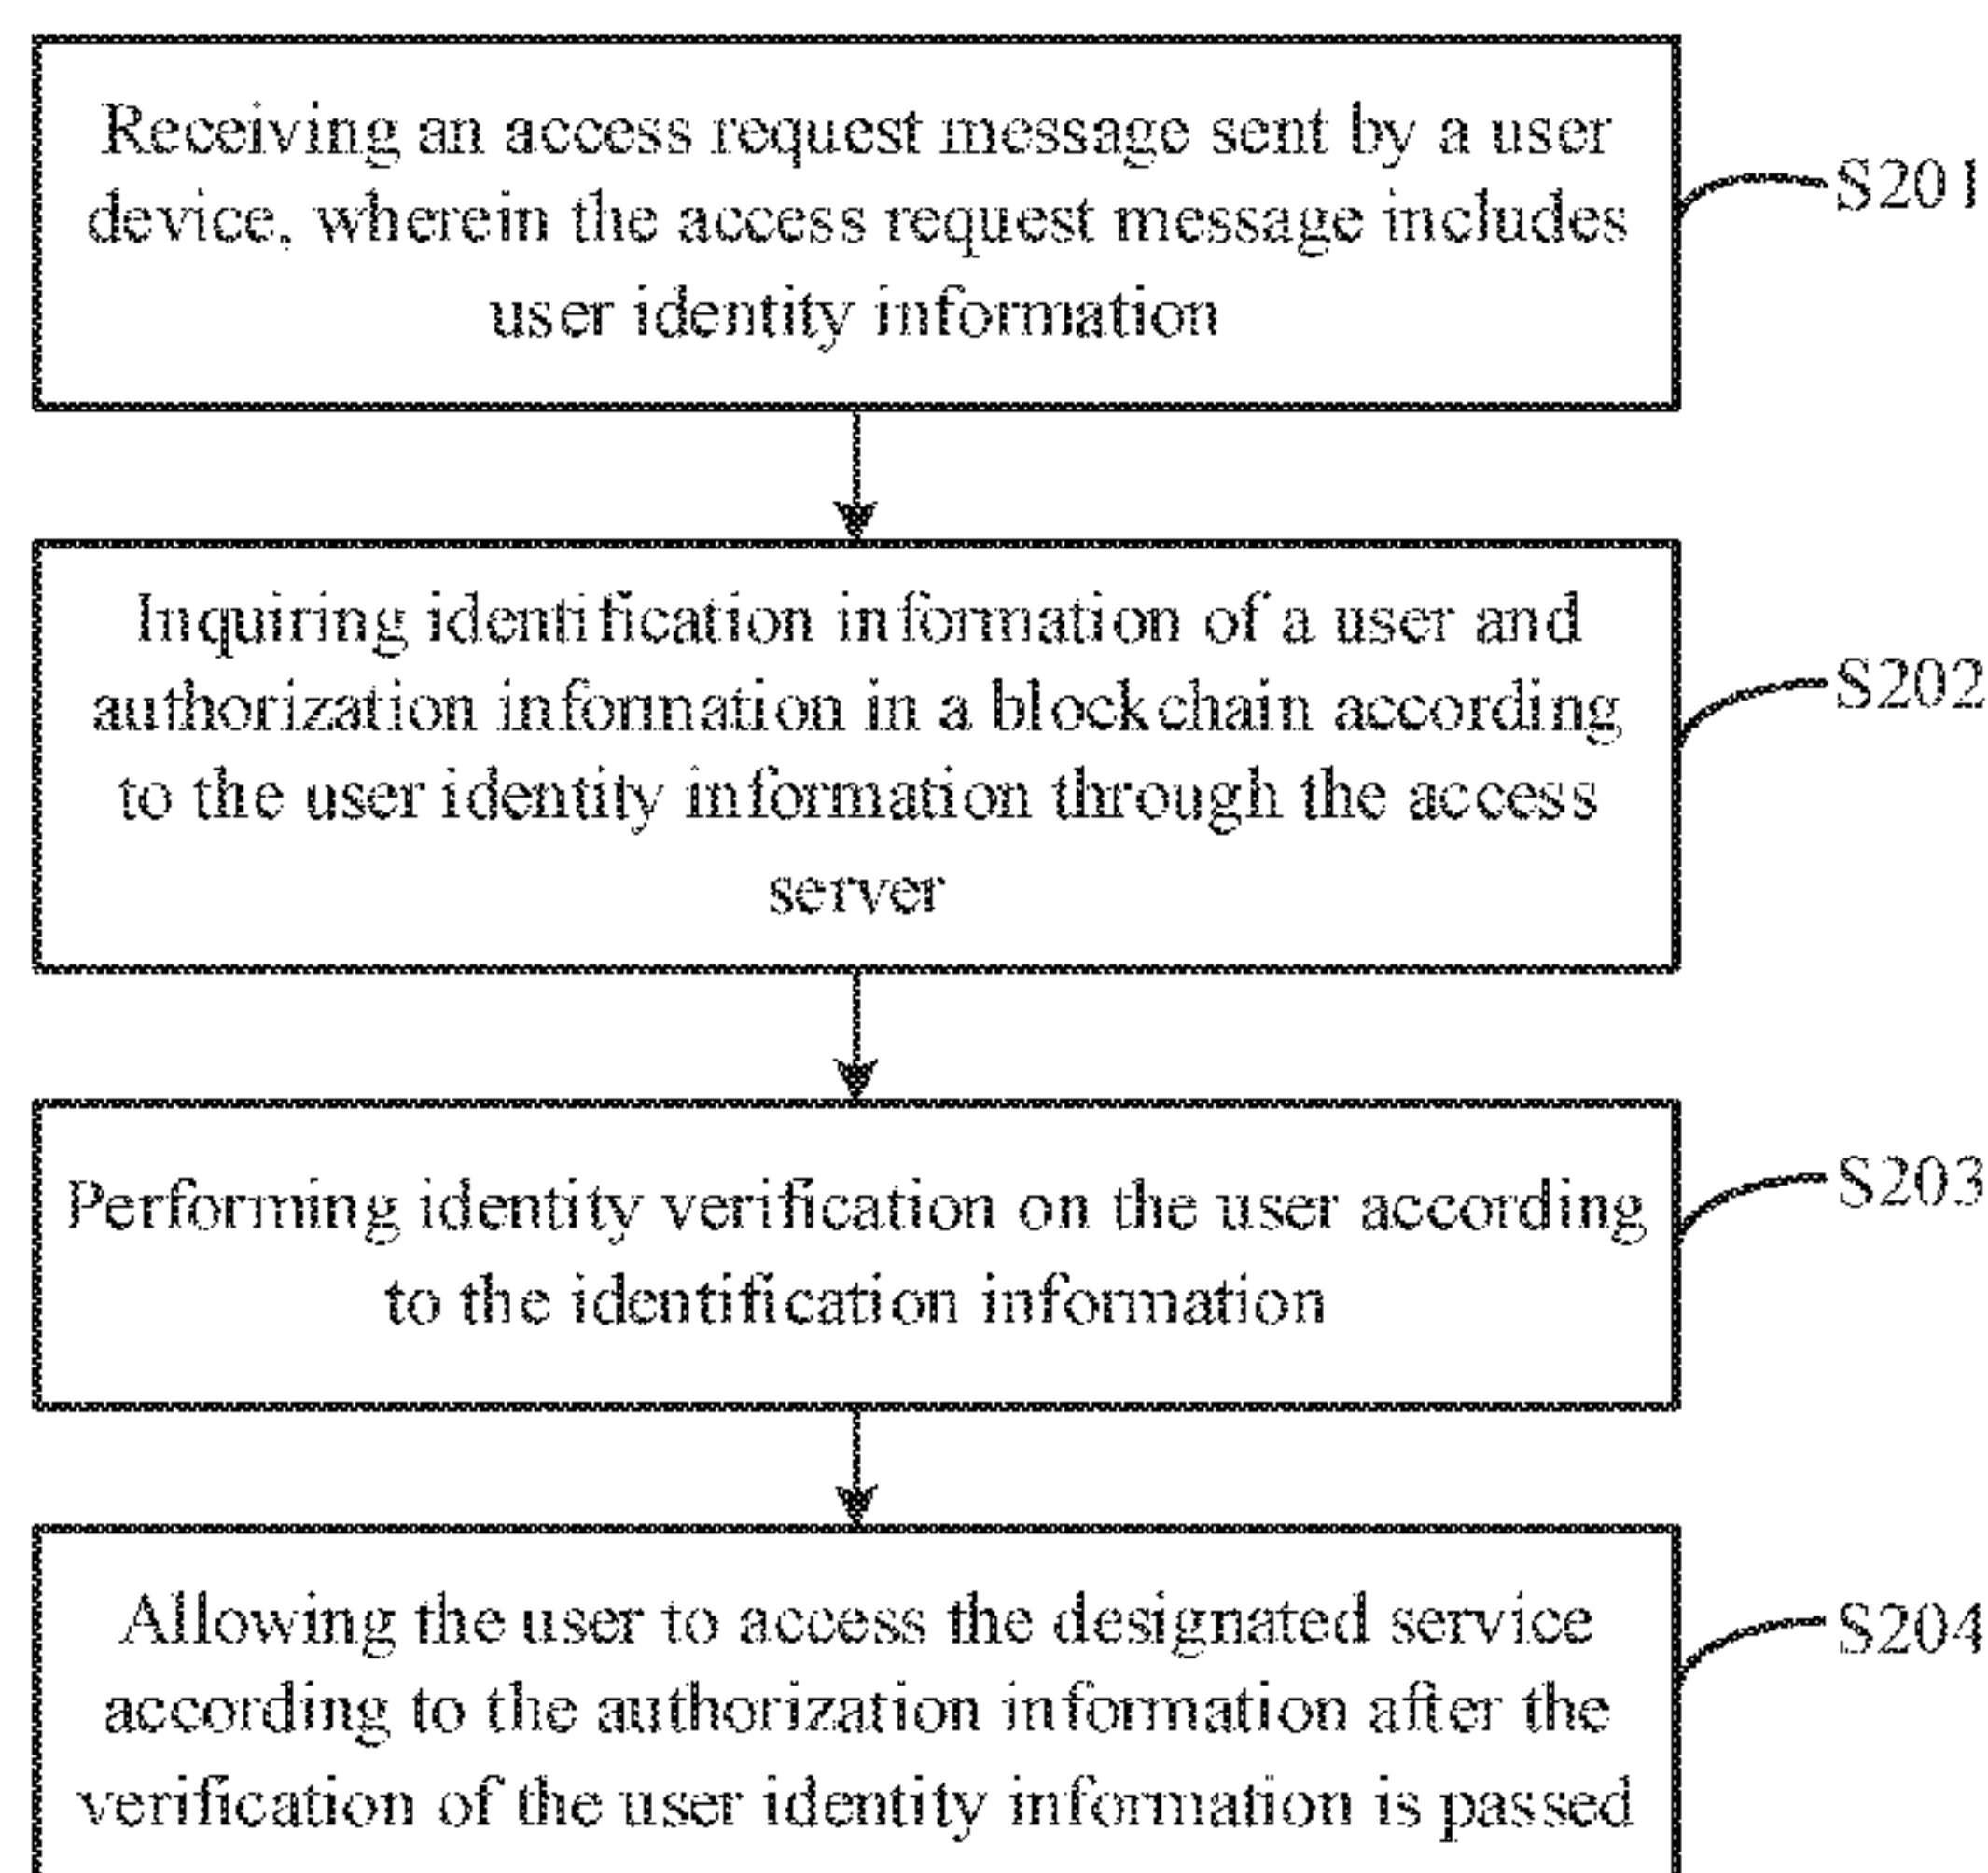 Receiving an access request message sent by a user
device, wherein the access request message includes
user identity information
S201
Inquiring identification information of a user and
authorization information in a blockchain according
to the user identity information through the access
server
S202
Performing identity verification on the user according
to the identification information
S203
Allowing the user to access the designated service
according to the authorization information after the
verification of the user identity information is passed
S204